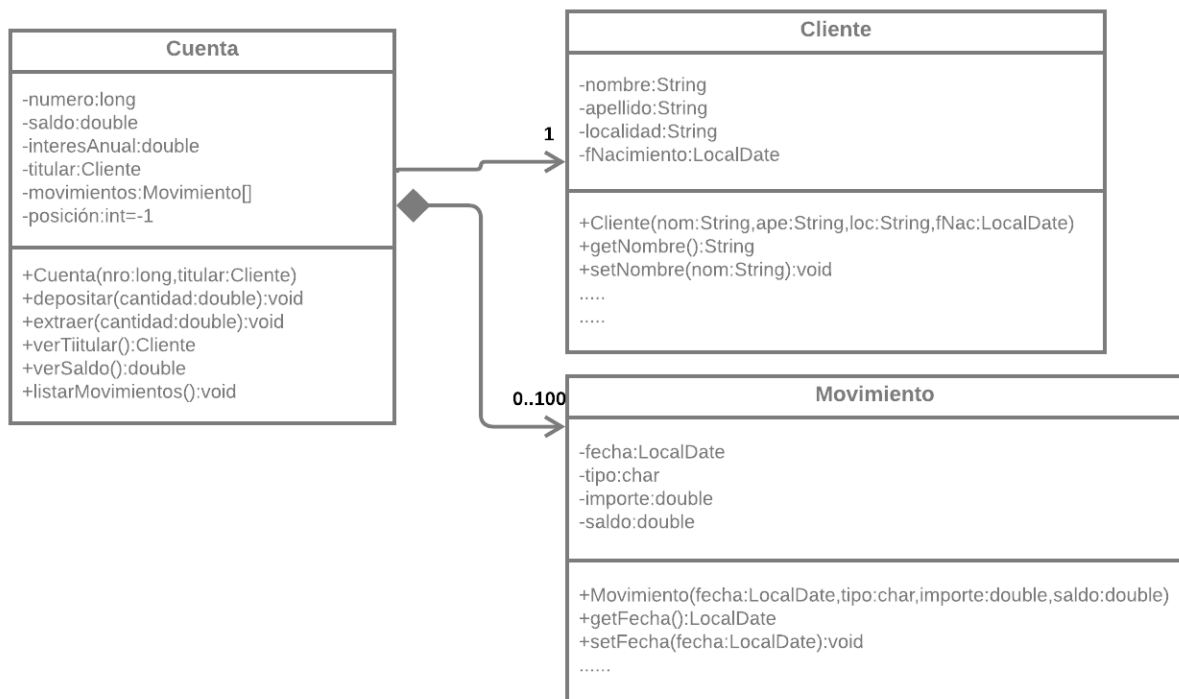 Cuenta
-numero:long
-saldo:double
-interesAnual:double
-titular:Cliente
-movimientos:Movimiento[]
-posición:int=-1
+Cuenta(nro:long,titular:Cliente)
+depositar(cantidad:double):void
+extraer(cantidad:double):void
+verTiitular():Cliente
+verSaldo():double
+listarMovimientos():void
1
0..100
Cliente
-nombre:String
-apellido:String
-localidad:String
-fNacimiento:LocalDate
+Cliente(nom:String,ape:String,loc:String,fNac:LocalDate)
+getNombre():String
+setNombre(nom:String):void
.....
.....
Movimiento
-fecha:LocalDate
-tipo:char
-importe:double
-saldo:double
+Movimiento(fecha:LocalDate,tipo:char,importe:double,saldo:double)
+getFecha():LocalDate
+setFecha(fecha:LocalDate):void
......